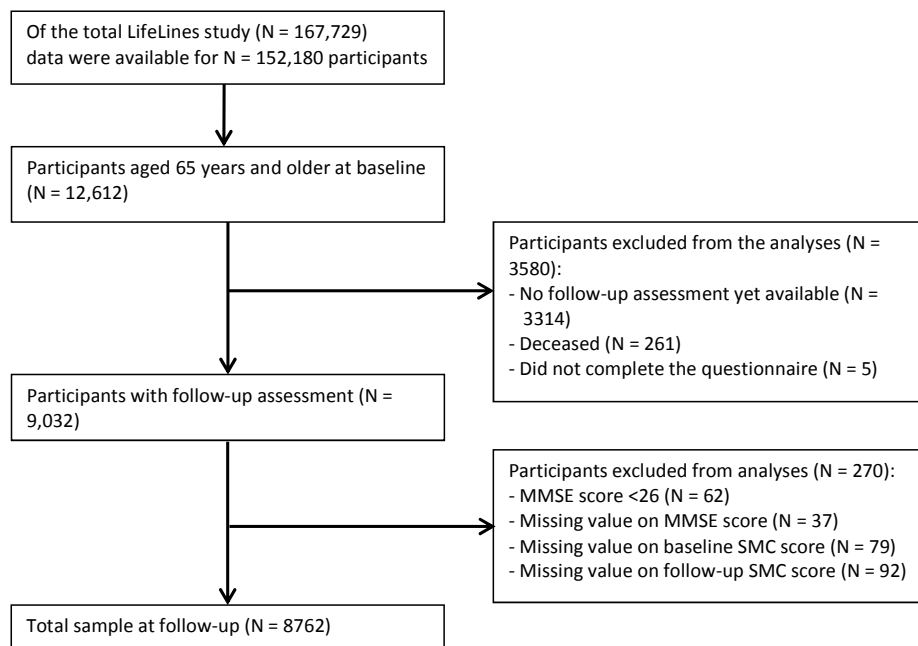 Of the total LifeLines study (N = 167,729)
data were available for N = 152,180 participants
Participants aged 65 years and older at baseline
(N = 12,612)
Participants excluded from the analyses (N =
3580):
- No follow-up assessment yet available (N =
3314)
- Deceased (N = 261)
- Did not complete the questionnaire (N = 5)
Participants with follow-up assessment (N =
9,032)
Participants excluded from analyses (N = 270):
- MMSE score <26 (N = 62)
- Missing value on MMSE score (N = 37)
- Missing value on baseline SMC score (N = 79)
- Missing value on follow-up SMC score (N = 92)
Total sample at follow-up (N = 8762)